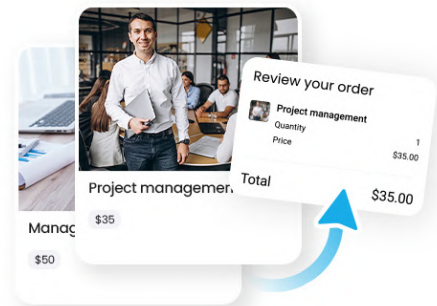 Project managemen
$35
Manag
$50
Review your order
Project management
Quantity 1
Price $35.00
Total $35.00